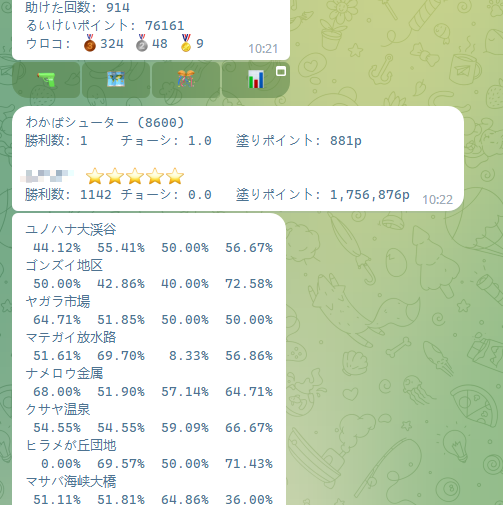 助けた回数: 914
るいけいポイント: 76161
ウロコ: 🥉324 🥈48 🥇9
10:21
わかばシューター (8600)
勝利数: 1 チョーシ: 1.0 塗りポイント: 881p
⭐⭐⭐⭐⭐
勝利数: 1142 チョーシ: 0.0 塗りポイント: 1,756,876p
10:22
ユノハナ大渓谷
44.12% 55.41% 50.00% 56.67%
ゴンズイ地区
50.00% 42.86% 40.00% 72.58%
ヤガラ市場
64.71% 51.85% 50.00% 50.00%
マテガイ放水路
51.61% 69.70% 8.33% 56.86%
ナメロウ金属
68.00% 51.90% 57.14% 64.71%
クサヤ温泉
54.55% 54.55% 59.09% 66.67%
ヒラメが丘団地
0.00% 69.57% 50.00% 71.43%
マサバ海峡大橋
51.11% 51.81% 64.86% 36.00%